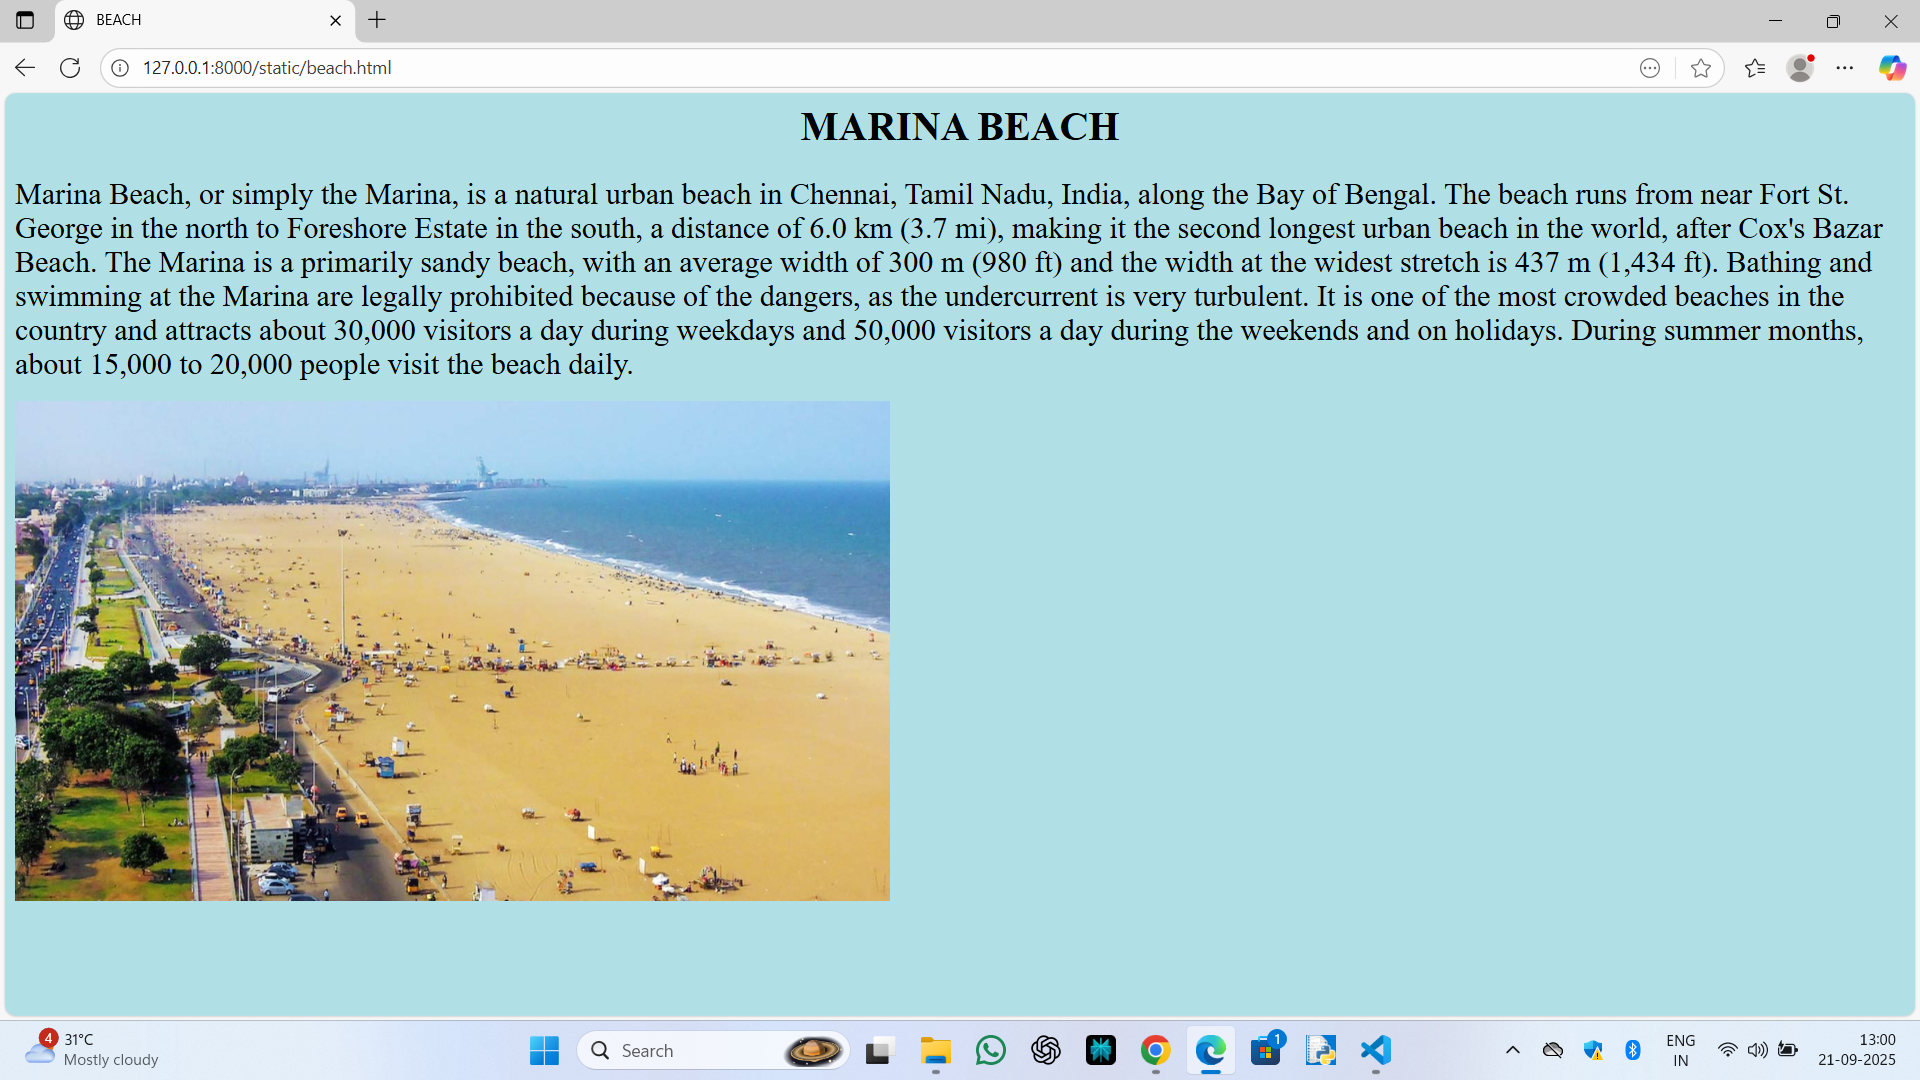 BEACH
127.0.0.1:8000/static/beach.html
MARINA BEACH
Marina Beach, or simply the Marina, is a natural urban beach in Chennai, Tamil Nadu, India, along the Bay of Bengal. The beach runs from near Fort St.
George in the north to Foreshore Estate in the south, a distance of 6.0 km (3.7 mi), making it the second longest urban beach in the world, after Cox's Bazar
Beach. The Marina is a primarily sandy beach, with an average width of 300 m (980 ft) and the width at the widest stretch is 437 m (1,434 ft). Bathing and
swimming at the Marina are legally prohibited because of the dangers, as the undercurrent is very turbulent. It is one of the most crowded beaches in the
country and attracts about 30,000 visitors a day during weekdays and 50,000 visitors a day during the weekends and on holidays. During summer months,
about 15,000 to 20,000 people visit the beach daily.
4
31°C
Mostly cloudy
Search
1
ENG
IN
13:00
21-09-2025